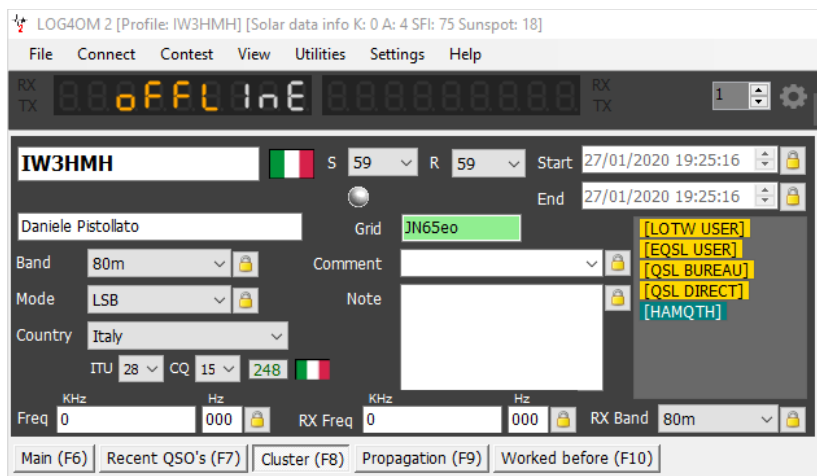 LOG4OM 2 [Profile: IW3HMH] [Solar data info K: 0 A: 4 SFI: 75 Sunspot: 18]
File Connect Contest View Utilities Settings Help
RX RX
TX oFFL InE TX 1
IW3HMH S 59 R 59 Start 27/01/2020 19:25:16
End 27/01/2020 19:25:16
Daniele Pistollato Grid JN65eo [LOTW USER]
[EQSL USER]
Band 80m Comment [QSL BUREAU]
Mode LSB Note [QSL DIRECT]
[HAMQTH]
Country Italy
ITU 28 CQ 15 248
KHz Hz KHz Hz
Freq 0 000 RX Freq 0 000 RX Band 80m
Main (F6) Recent QSO's (F7) Cluster (F8) Propagation (F9) Worked before (F10)